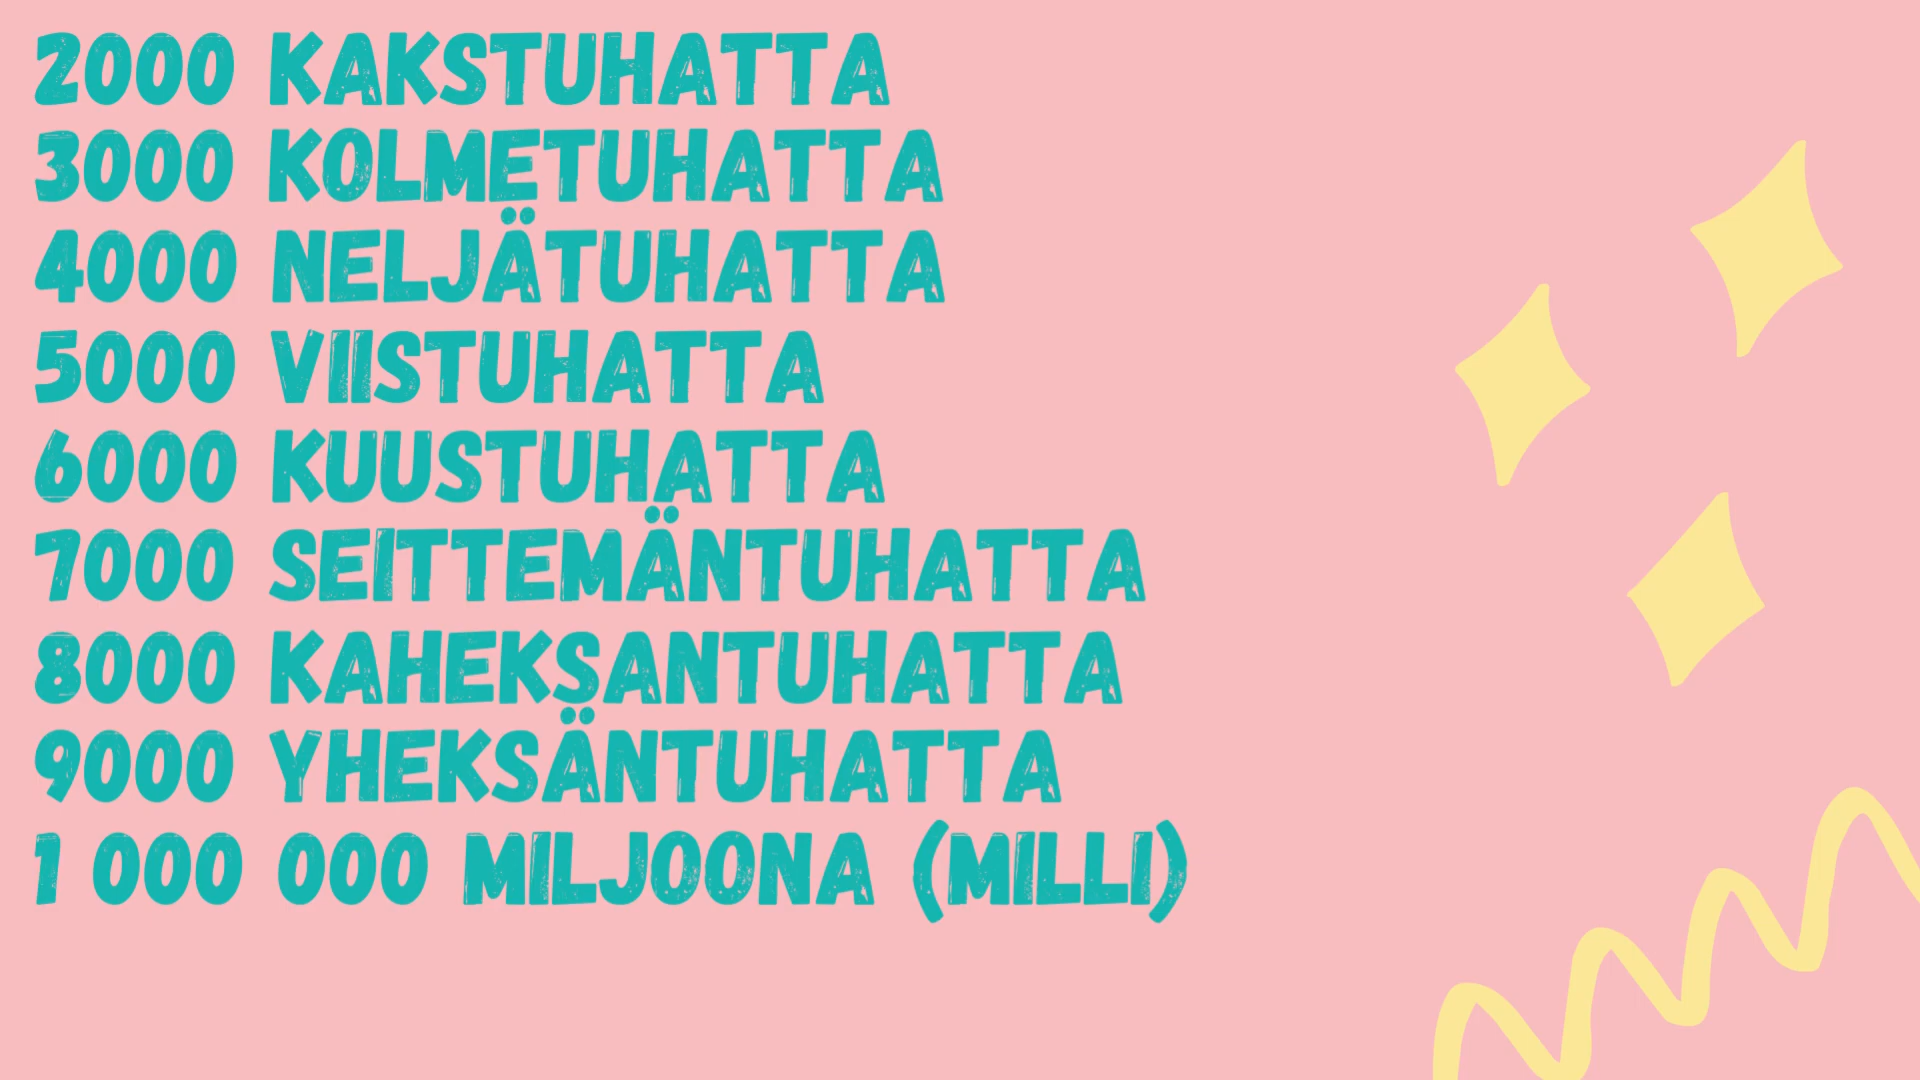 2000 KAKSTUHATTA
3000 KOLMETUHATTA
4000 NELJÄTUHATTA
5000 VIISTUHATTA
6000 KUUSTUHATTA
7000 SEITTEMÄNTUHATTA
8000 KAHEKSANTUHATTA
9000 YHEKSÄNTUHATTA
1 000 000 MILJOONA (MILLI)